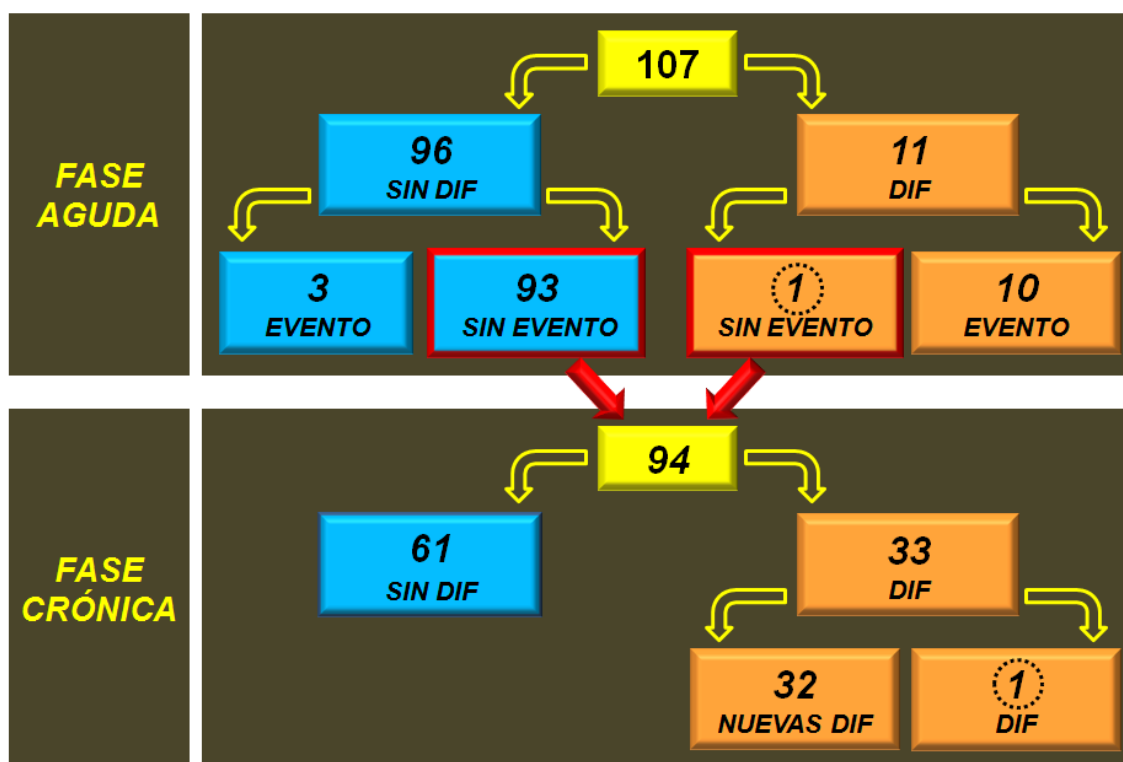 FASE
AGUDA
107
96
SIN DIF
11
DIF
3
EVENTO
93
SIN EVENTO
1
SIN EVENTO
10
EVENTO
FASE
CRÓNICA
94
61
SIN DIF
33
DIF
32
NUEVAS DIF
1
DIF